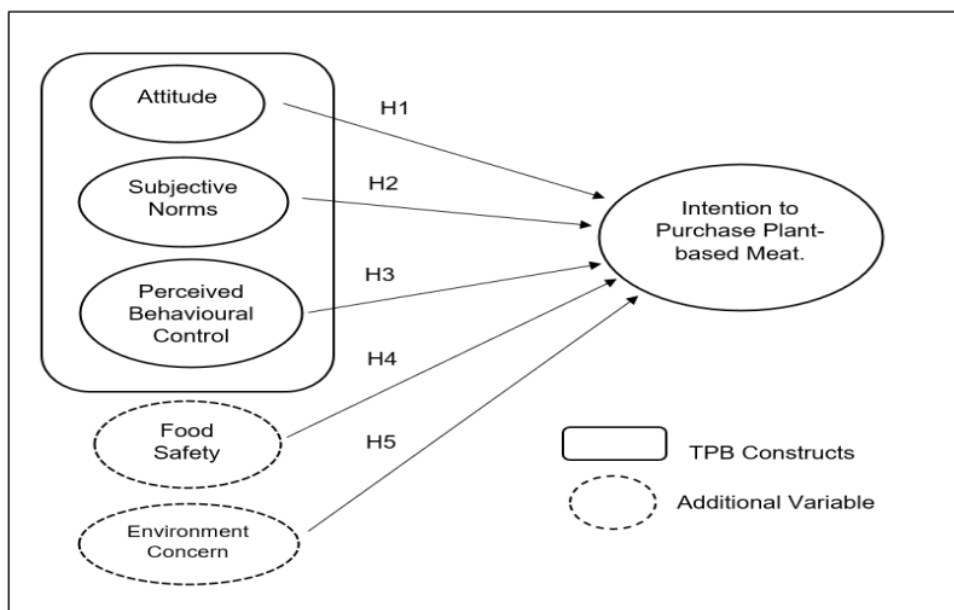 Attitude
H1
Subjective
Norms
H2
Intention to
Purchase Plant-
based Meat.
Perceived
Behavioural
Control
H3
H4
Food
Safety
H5
TPB Constructs
Additional Variable
Environment
Concern